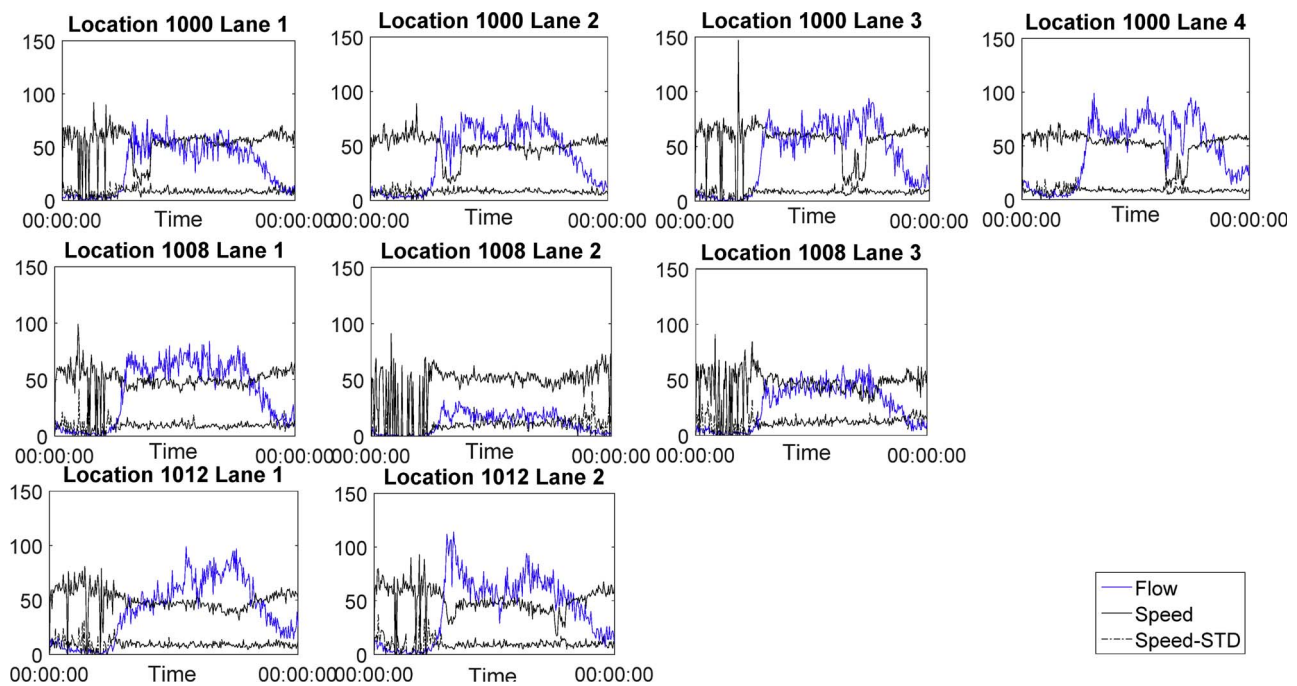 Location 1000 Lane 1 Location 1000 Lane 2 Location 1000 Lane 3 Location 1000 Lane 4
150 150 150 150
100 100 100 100
50 50 50 50
0 0 0 0
00:00:00 Time 00:00:00 00:00:00 Time 00:00:00 00:00:00 Time 00:00:00 00:00:00 Time 00:00:00
Location 1008 Lane 1 Location 1008 Lane 2 Location 1008 Lane 3
150 150 150
100 100 100
50 50 50
0 0 0
00:00:00 Time 00:00:00 00:00:00 Time 00:00:00 00:00:00 Time 00:00:00
Location 1012 Lane 1 Location 1012 Lane 2
150 150
100 100
50 50
0 0
00:00:00 Time 00:00:00 00:00:00 Time 00:00:00
Flow
Speed
Speed-STD